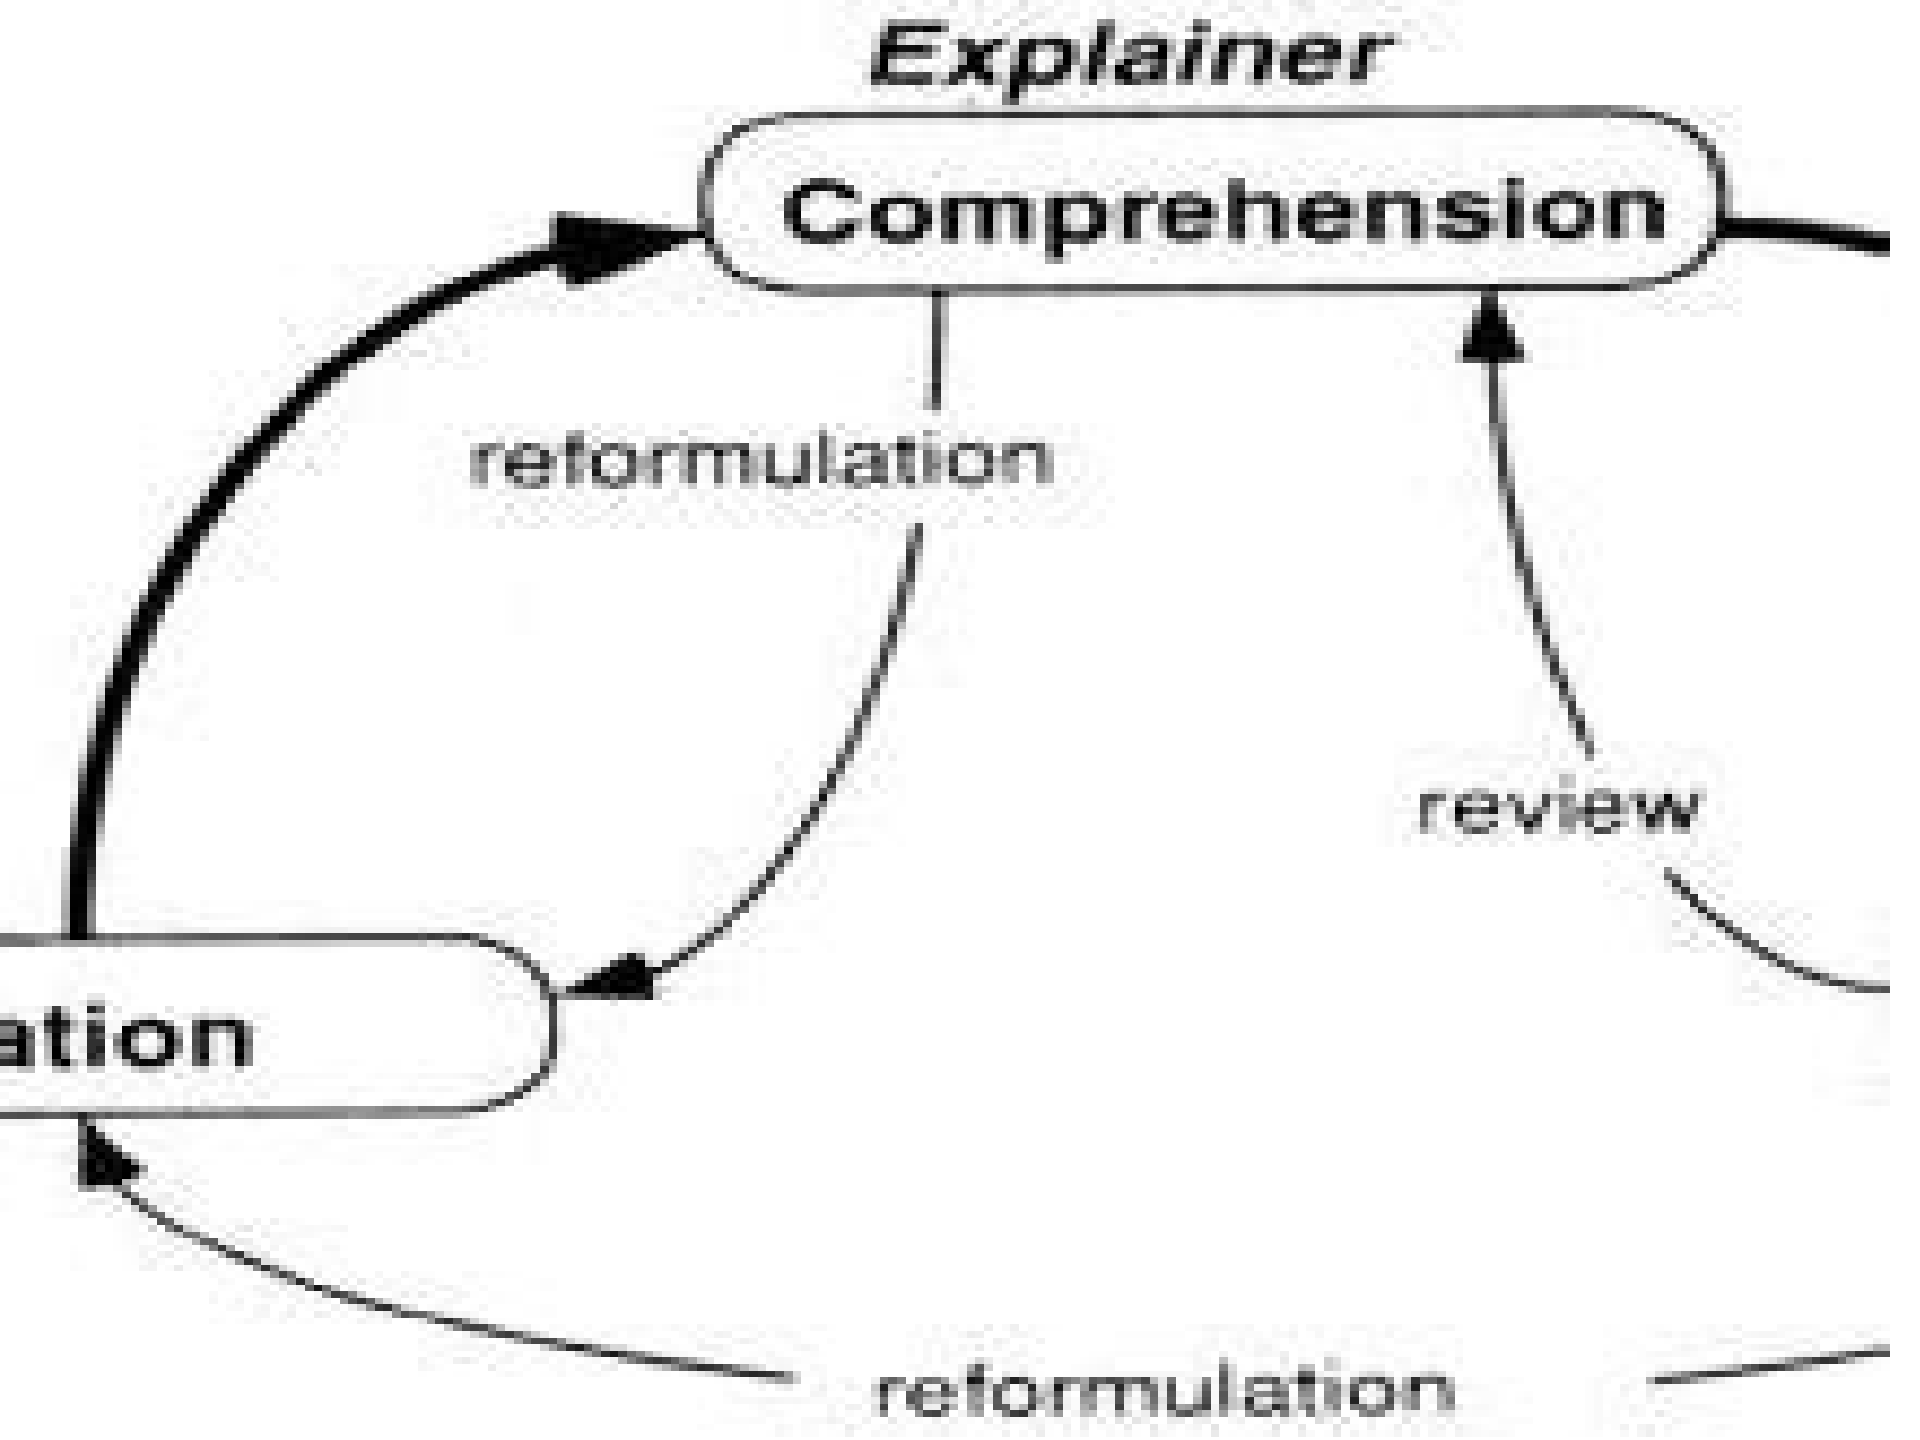 Explainer
Comprehension
reformulation
review
ation
reformulation